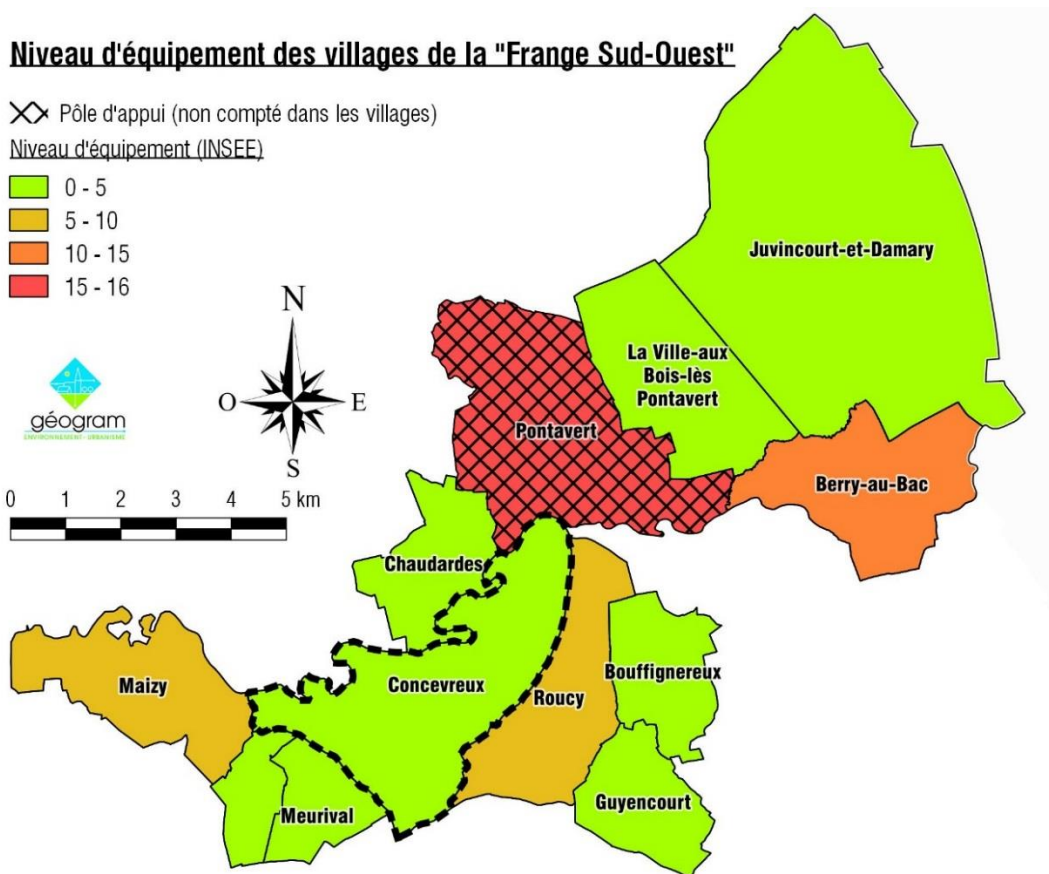 Niveau d'équipement des villages de la "Frange Sud-Ouest"
Pôle d'appui (non compté dans les villages)
Niveau d'équipement (INSEE)
0 - 5
5 - 10
10 - 15
15 - 16
N
O
E
S
géogram
ENVIRONNEMENT - URBANISME
0 1 2 3 4 5 km
Juvincourt-et-Damary
La Ville-aux
Bois-lès
Pontavert
Pontavert
Berry-au-Bac
Chaudardes
Maizy
Concevreux
Roucy
Bouffignereux
Meurival
Guyencourt